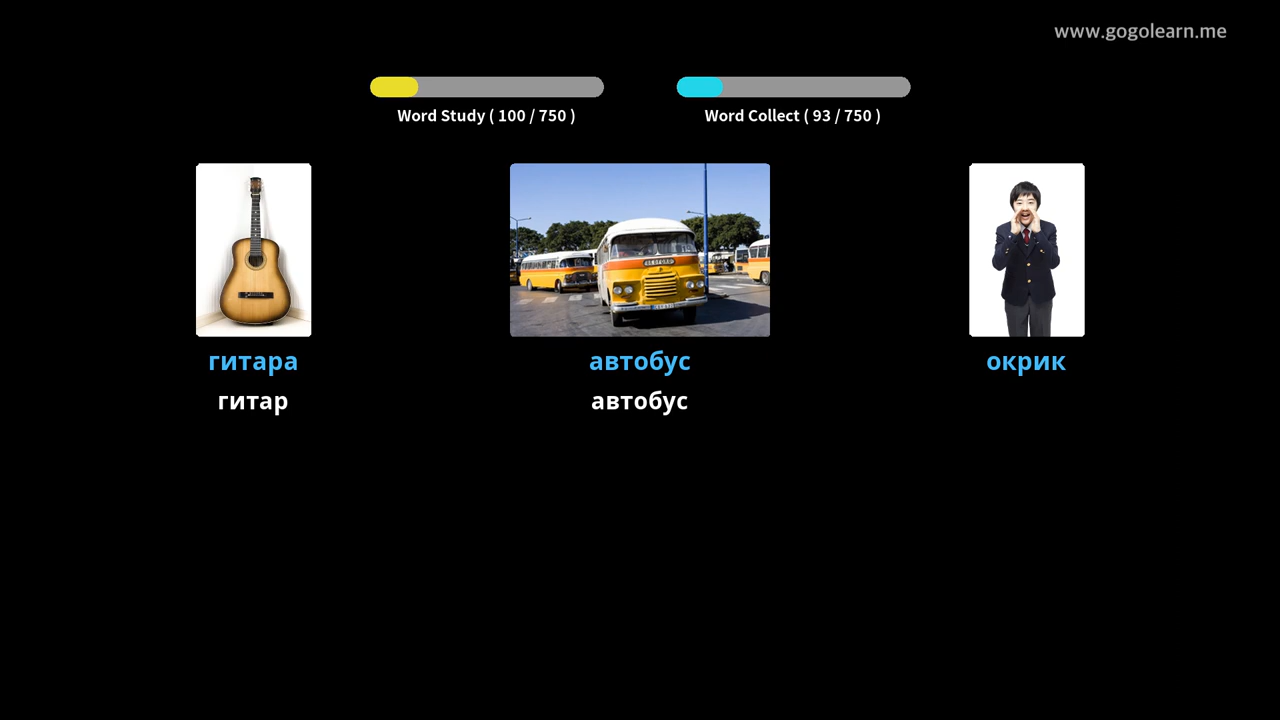 www.gogolearn.me
Word Study ( 100 / 750 )
Word Collect ( 93 / 750 )
гитара
автобус
окрик
гитар
автобус